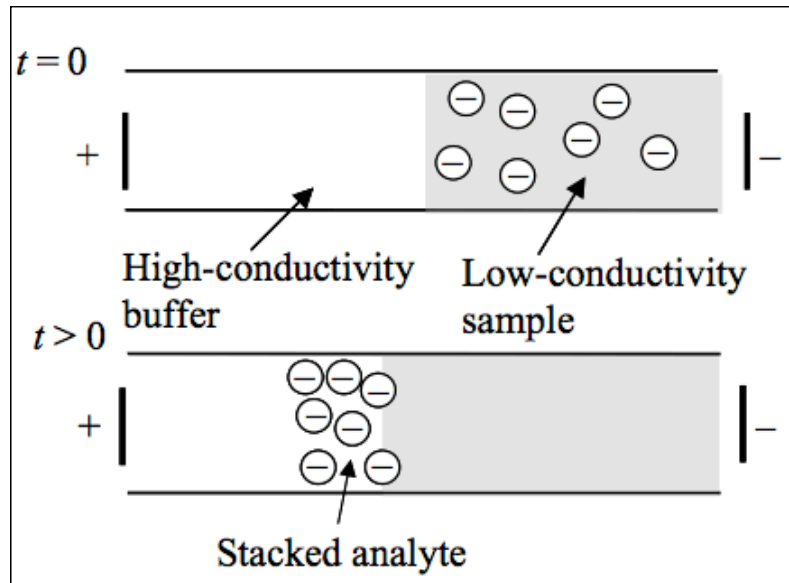 t = 0
+
–
High-conductivity
buffer
Low-conductivity
sample
t > 0
+
–
Stacked analyte